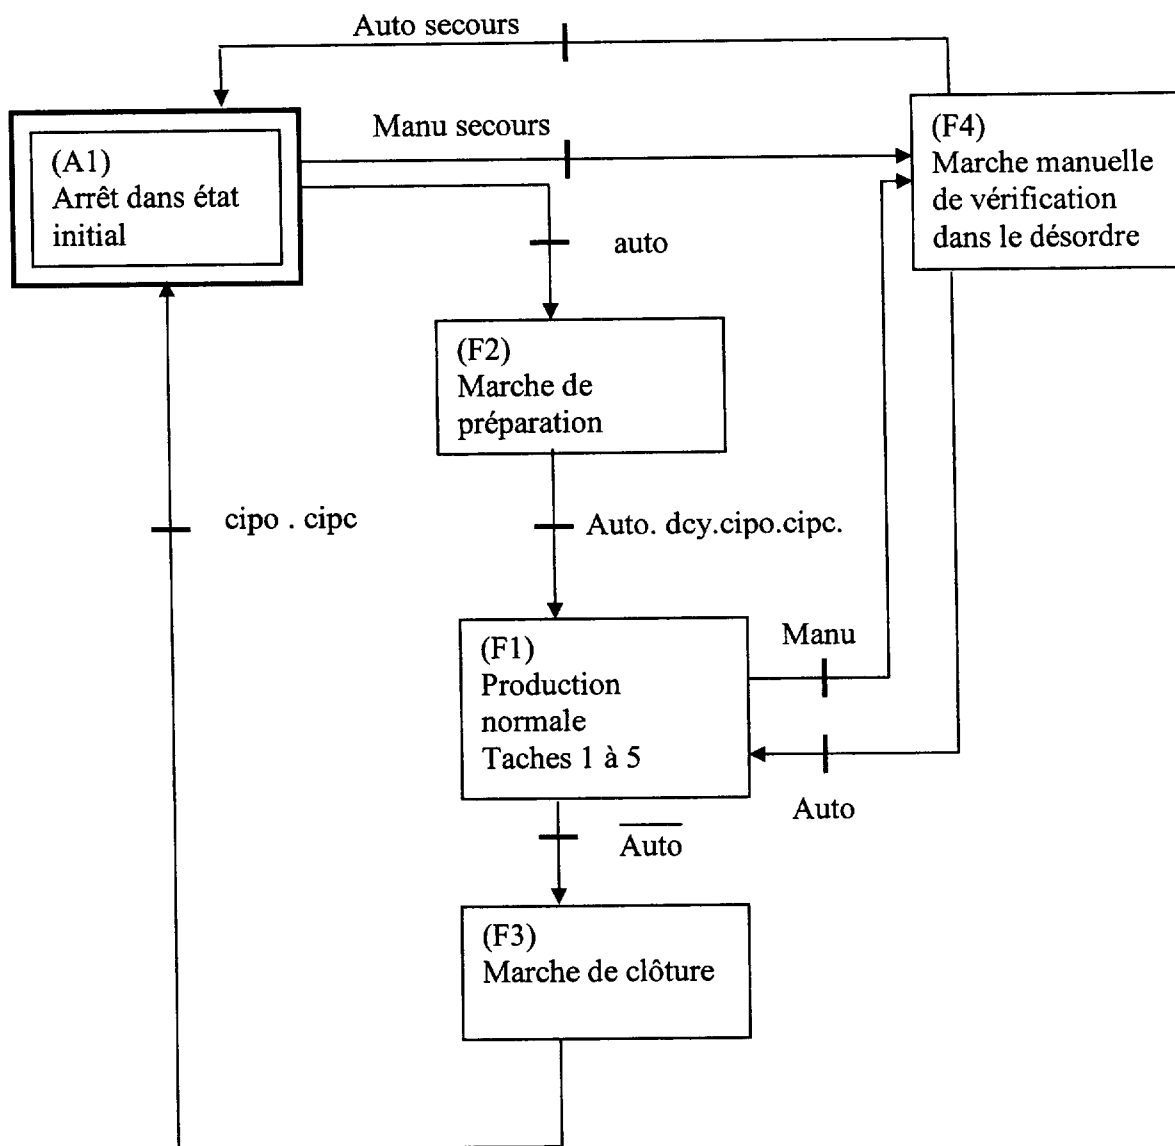 Auto secours
Manu secours
(A1)
Arrêt dans état
initial
(F4)
Marche manuelle
de vérification
dans le désordre
auto
(F2)
Marche de
préparation
cipo . cipc
Auto. dcy.cipo.cipc.
(F1)
Production
normale
Taches 1 à 5
Manu
Auto
Auto
(F3)
Marche de clôture